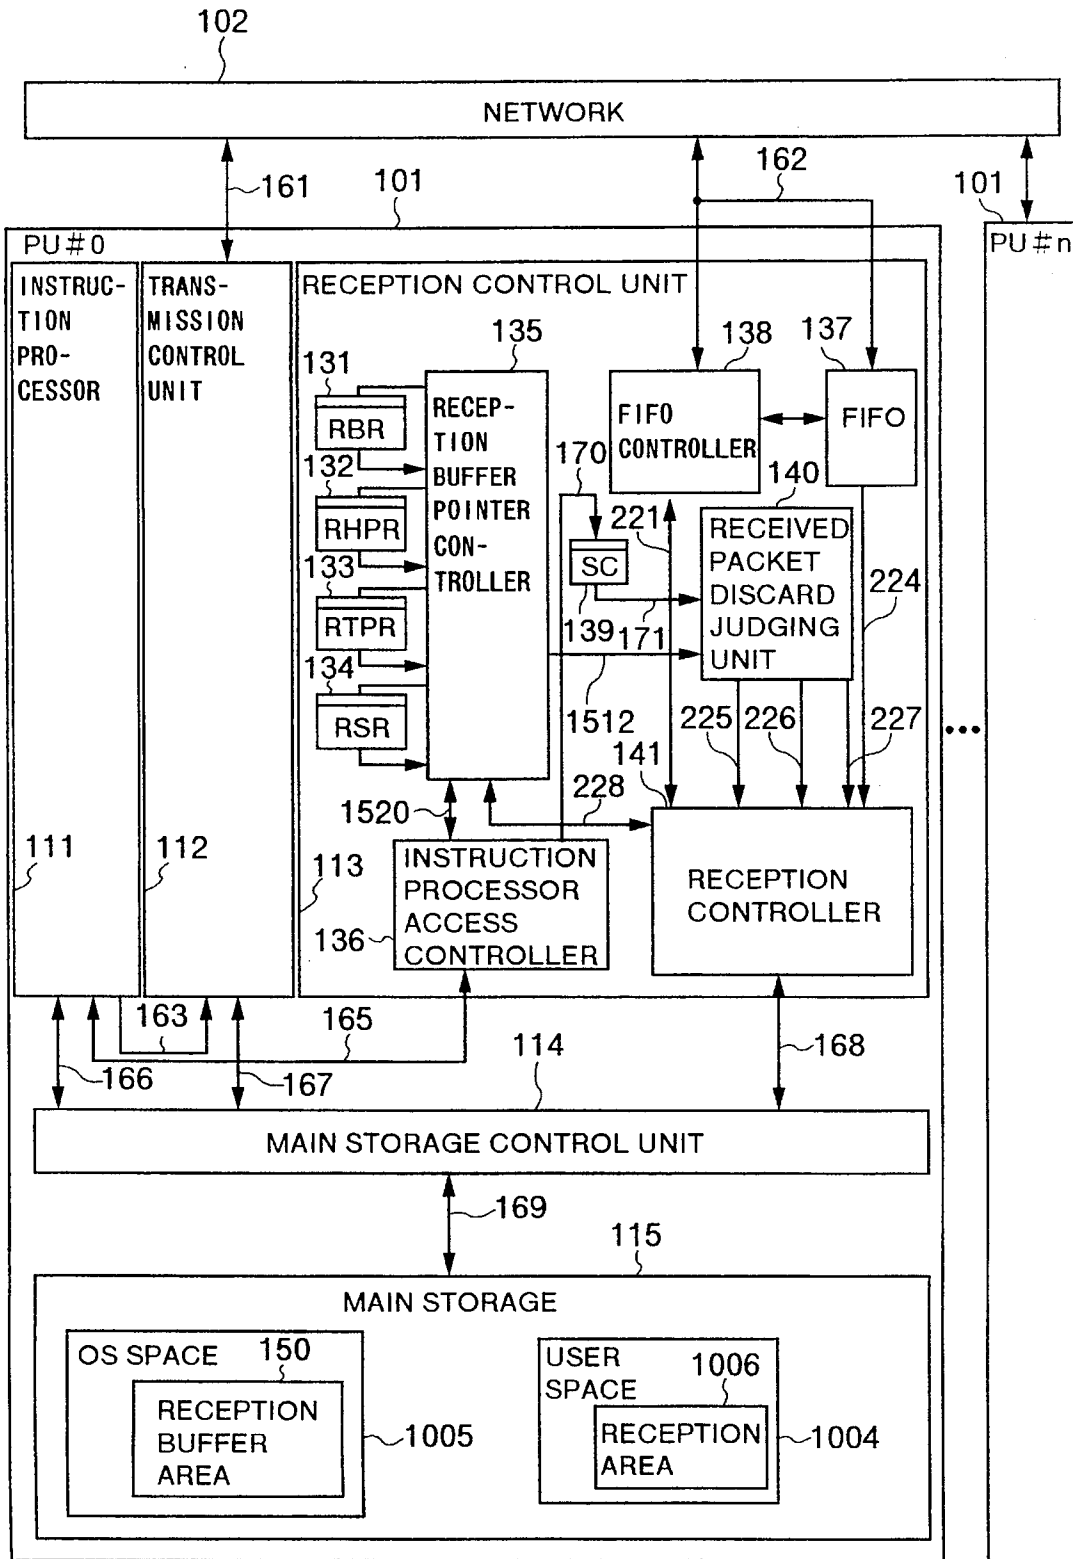 102
NETWORK
161
101
162
101
PU#0
PU#n
INSTRUC-
TION
PRO-
CESSOR
TRANS-
MISSION
CONTROL
UNIT
RECEPTION CONTROL UNIT
135
138
137
131
RBR
132
RHPR
133
RTPR
134
RSR
RECEP-
TION
BUFFER
POINTER
CON-
TROLLER
FIFO
CONTROLLER
FIFO
170
140
221
SC
139
171
RECEIVED
PACKET
DISCARD
JUDGING
UNIT
224
1512
225
226
227
141
228
1520
111
112
113
136
INSTRUCTION
PROCESSOR
ACCESS
CONTROLLER
RECEPTION
CONTROLLER
•••
163
165
166
167
114
168
MAIN STORAGE CONTROL UNIT
169
115
MAIN STORAGE
OS SPACE
150
RECEPTION
BUFFER
AREA
1005
USER
SPACE
1006
RECEPTION
AREA
1004